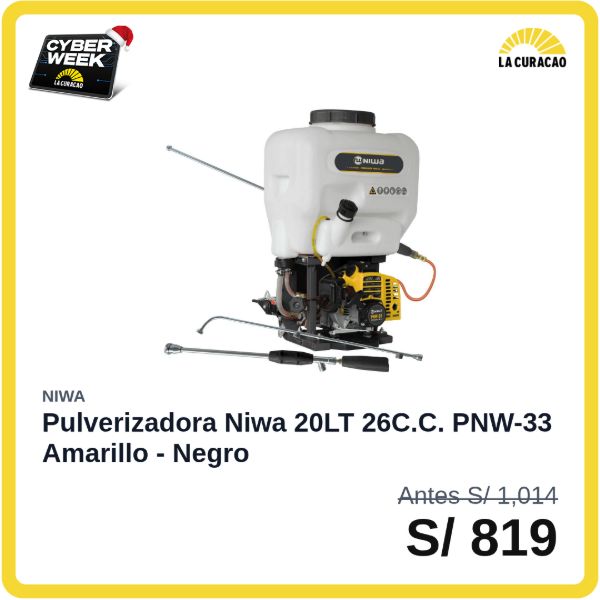 CYBER
WEEK
LA CURACAO
LA CURACAO
NIWA
NIWA
Pulverizadora Niwa 20LT 26C.C. PNW-33
Amarillo - Negro
Antes S/ 1,014
S/ 819